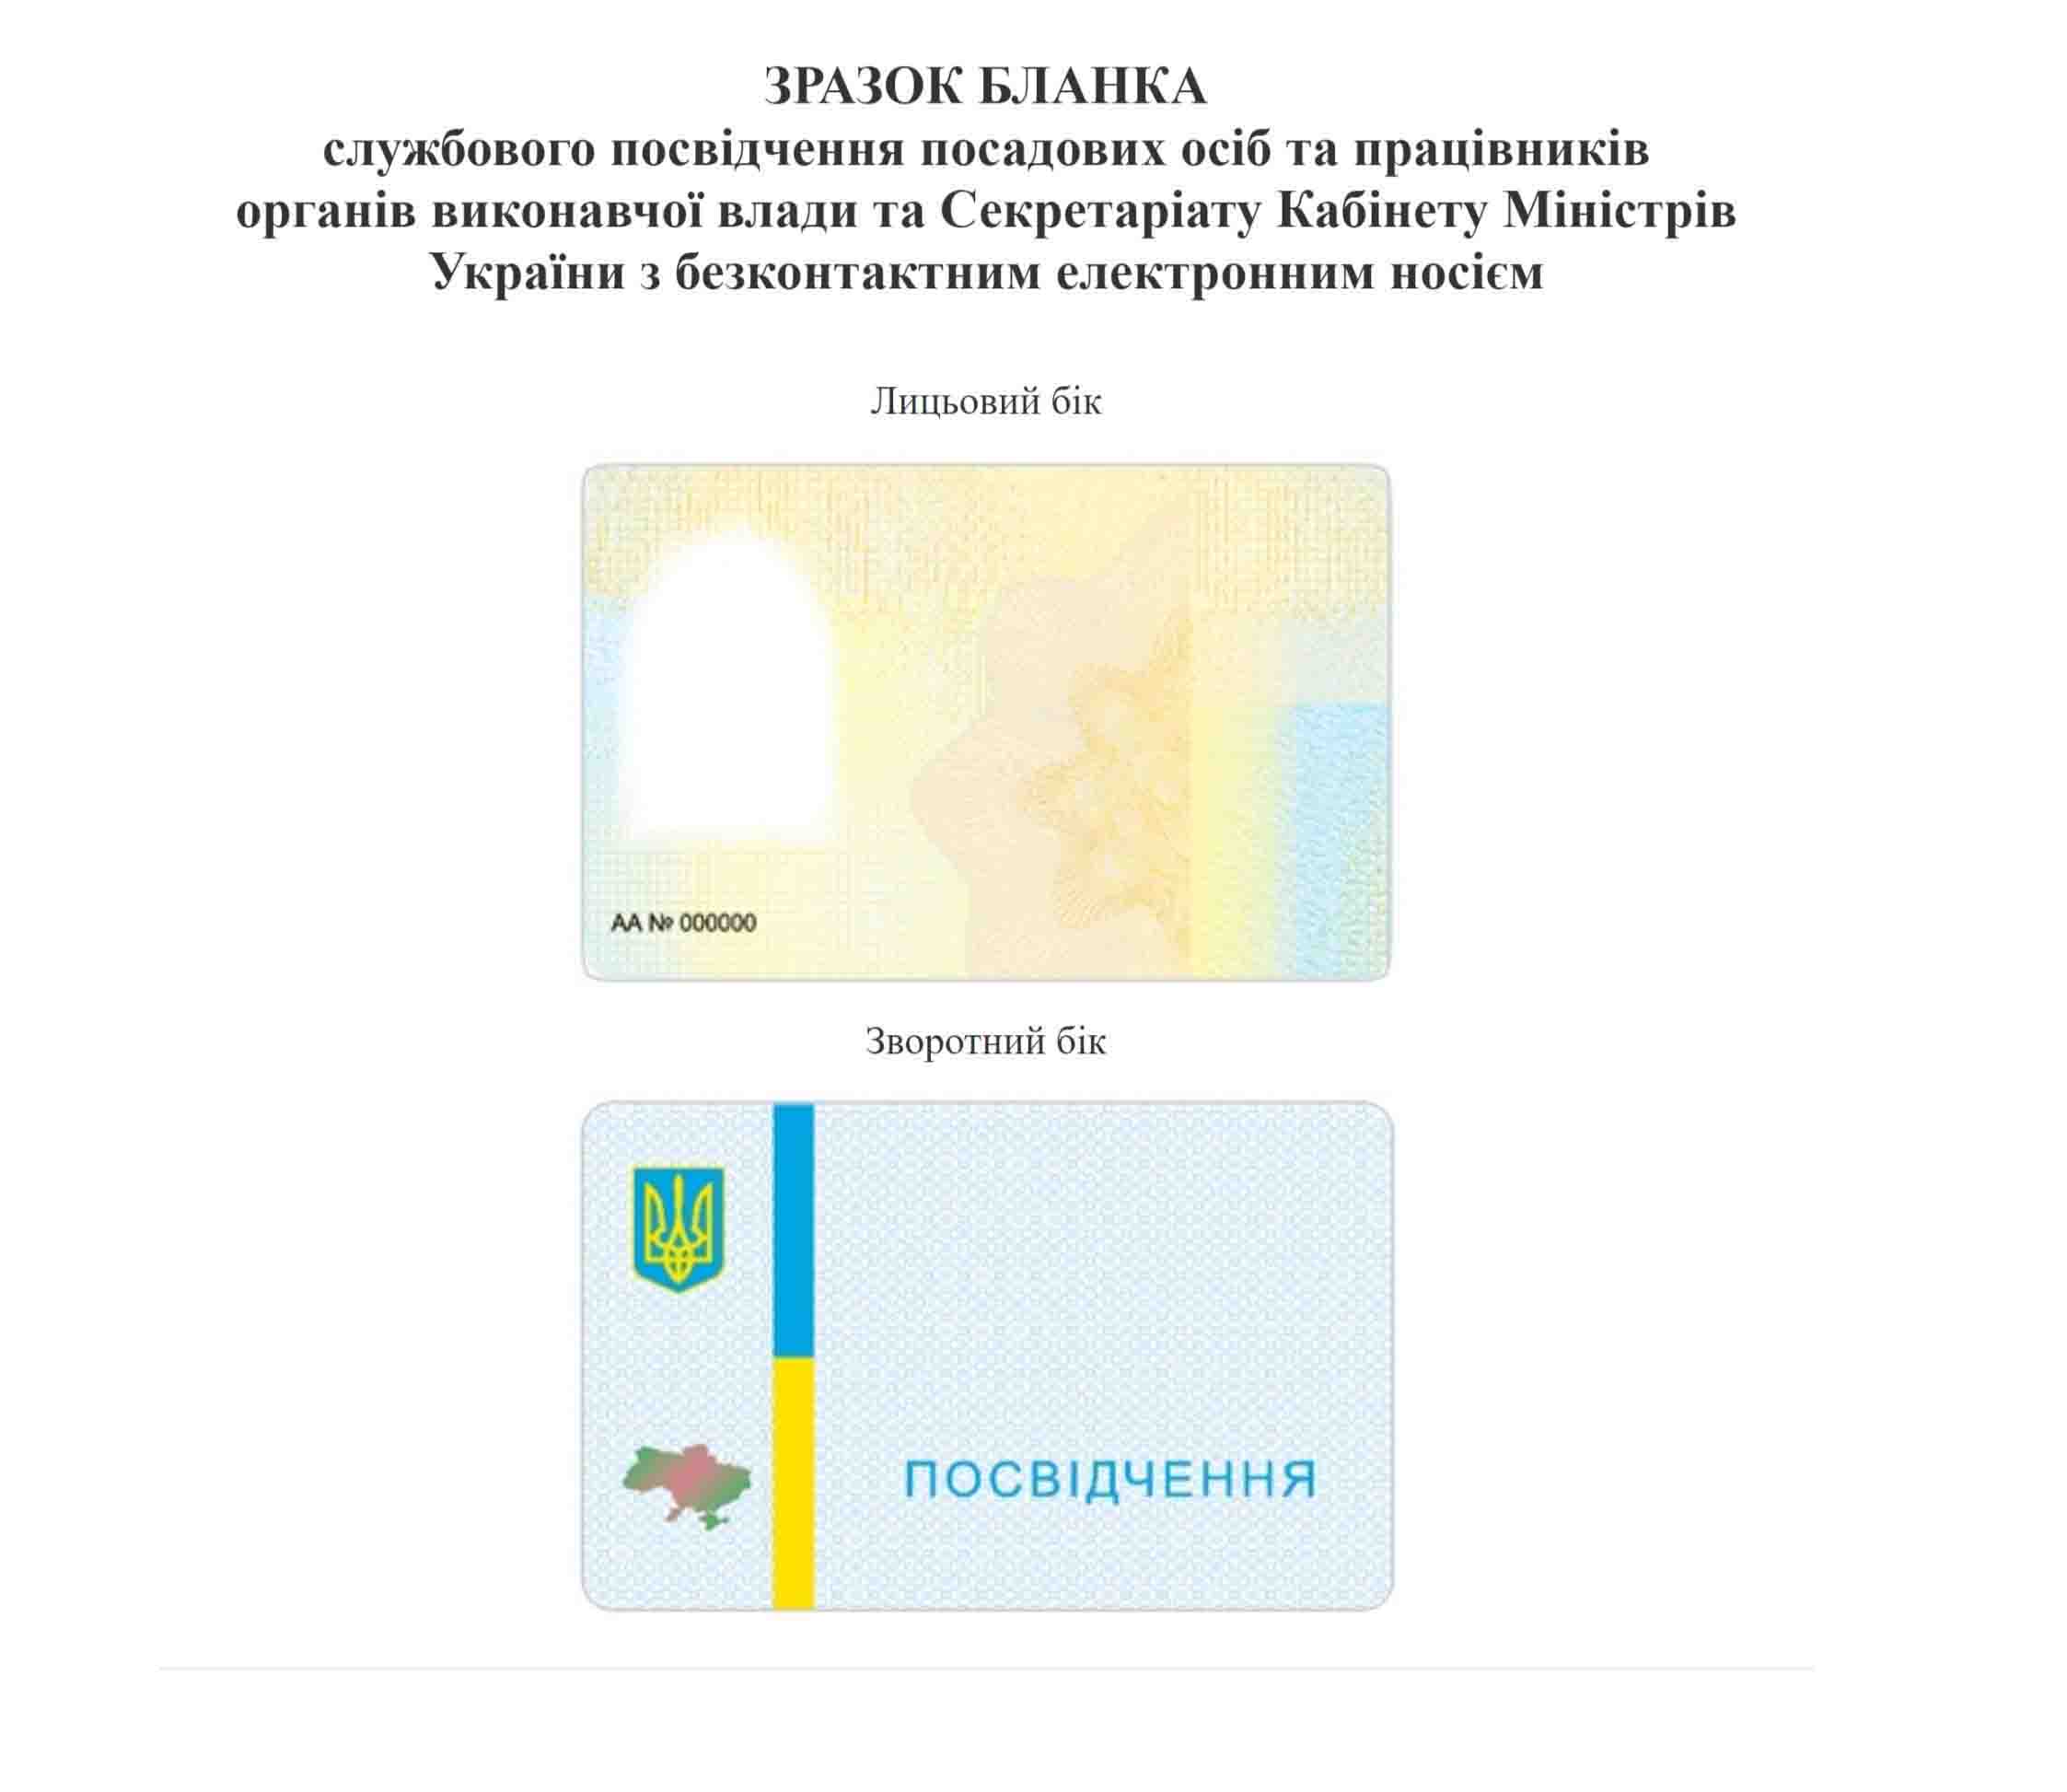 ЗРАЗОК БЛАНКА
службового посвідчення посадових осіб та працівників
органів виконавчої влади та Секретаріату Кабінету Міністрів
України з безконтактним електронним носієм
Лицьовий бік
АА № 000000
Зворотний бік
ПОСВІДЧЕННЯ